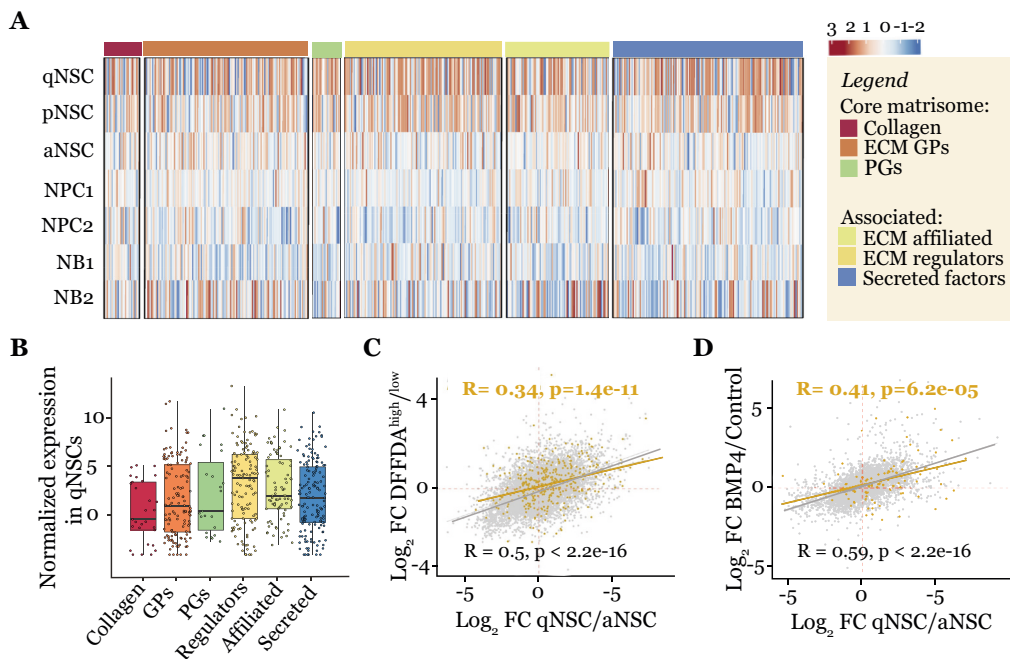 A
3 2 1 0 -1 -2
qNSC
pNSC
aNSC
NPC1
NPC2
NB1
NB2
Legend
Core matrisome:
Collagen
ECM GPs
PGs
Associated:
ECM affiliated
ECM regulators
Secreted factors
B
Normalized expression
in qNSCs
10
5
0
Collagen
GPs
PGs
Regulators
Affiliated
Secreted
C
R= 0.34, p=1.4e-11
Log₂ FC DFFDAʰⁱᵍʰ/ˡᵒʷ
4
0
-4
R = 0.5, p < 2.2e-16
-5 0 -5
Log₂ FC qNSC/aNSC
D
R= 0.41, p=6.2e-05
Log₂ FC BMP4/Control
5
0
-5
R = 0.59, p < 2.2e-16
5 0 -5
Log₂ FC qNSC/aNSC